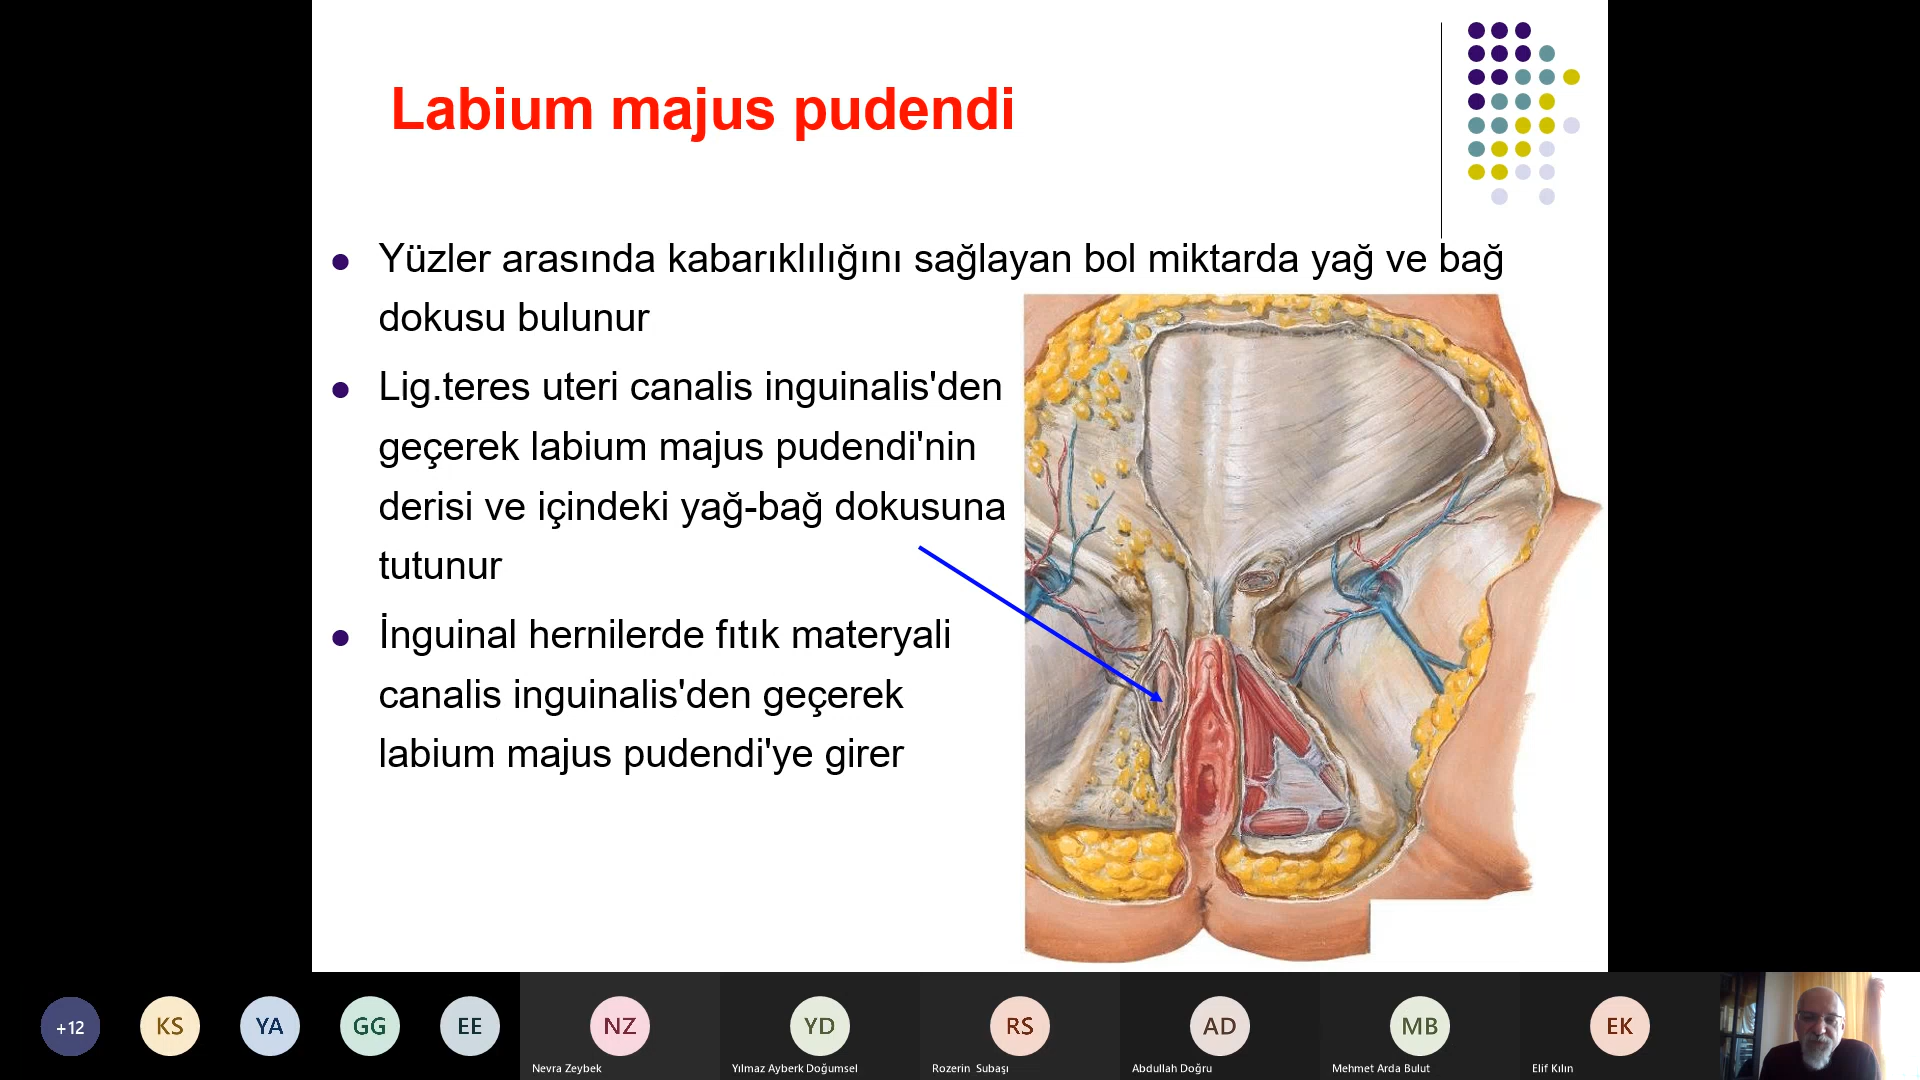 Labium majus pudendi
Yüzler arasında kabarıklılığını sağlayan bol miktarda yağ ve bağ
dokusu bulunur
Lig.teres uteri canalis inguinalis'den
geçerek labium majus pudendi'nin
derisi ve içindeki yağ-bağ dokusuna
tutunur
İnguinal hernilerde fıtık materyali
canalis inguinalis'den geçerek
labium majus pudendi'ye girer
+12
KS
YA
GG
EE
NZ
YD
RS
AD
MB
EK
Nevra Zeybek
Yılmaz Ayberk Doğumsel
Rozerin Subaşı
Abdullah Doğru
Mehmet Arda Bulut
Elif Kılın